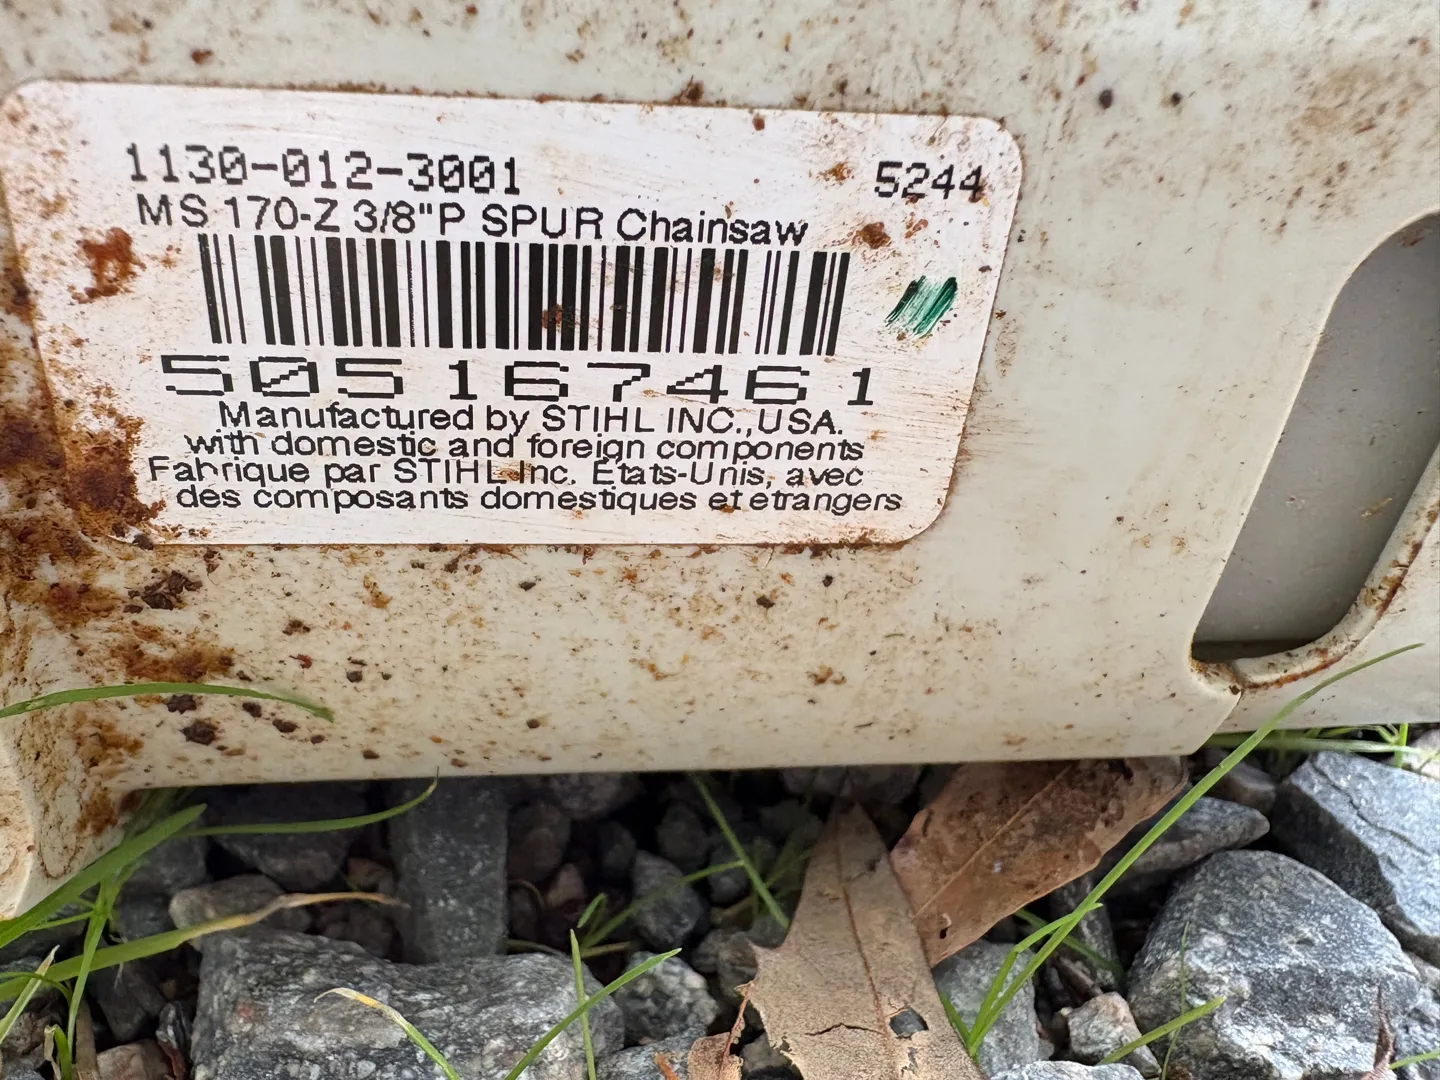 1130-012-3001 5244
MS 170-Z 3/8"P SPUR Chainsaw
505167461
Manufactured by STIHL INC.,USA.
with domestic and foreign components
Fabrique par STIHL Inc. États-Unis, avec
des composants domestiques et etrangers